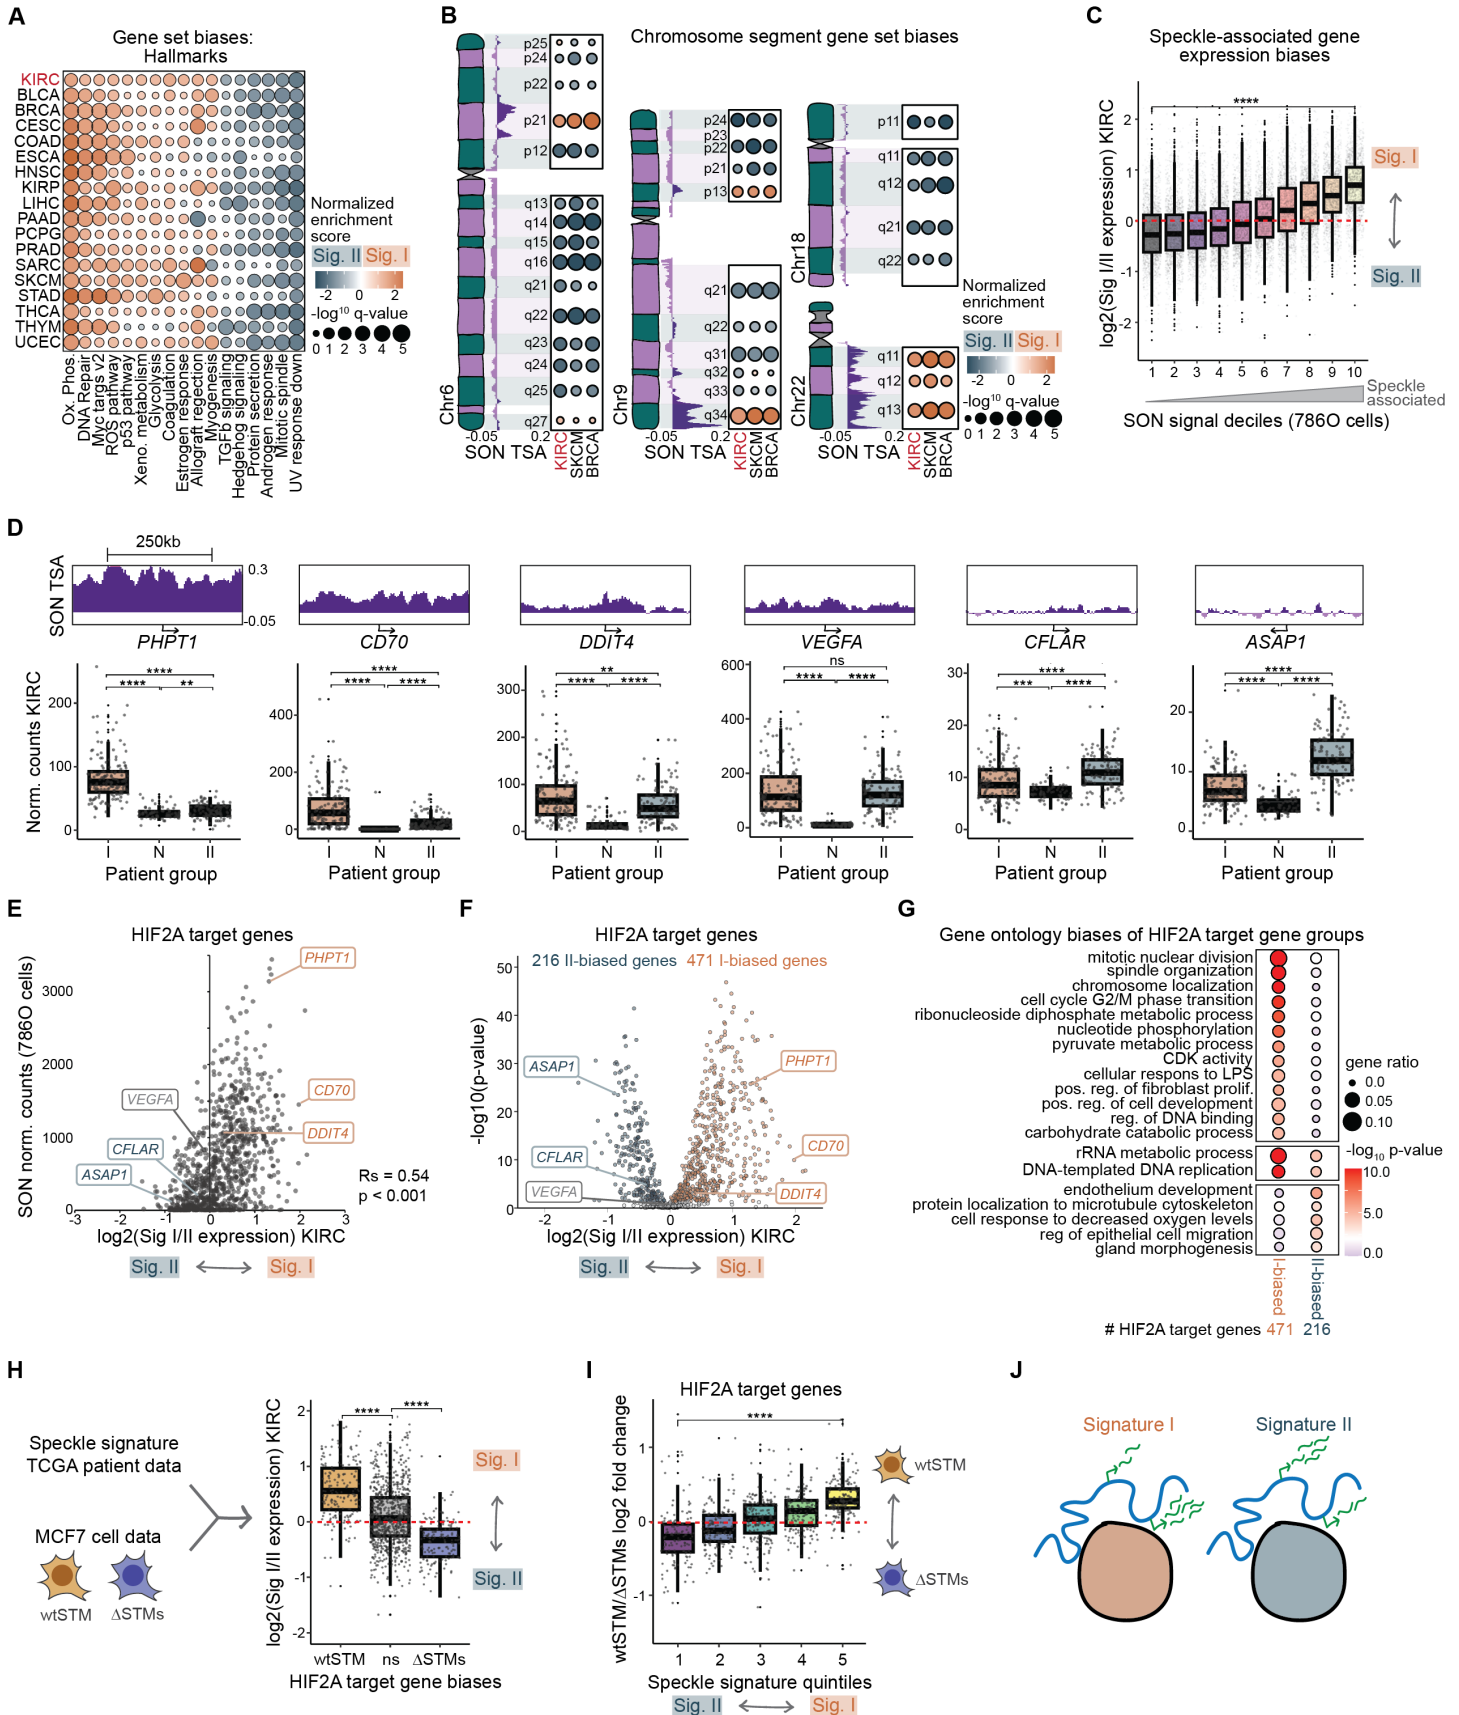 A
Gene set biases:
Hallmarks
KIRC
BLCA
BRCA
CESC
COAD
ESCA
HNSC
KIRP
LIHC
PAAD
PCPG
PRAD
SARC
SKCM
STAD
THCA
THYM
UCEC
Ox. Phos.
DNA Repair
Myc targs v2
ROS pathway
p53 pathway
Xeno. metabolism
Glycolysis
Coagulation
Estrogen response
Allograft regection
Myogenesis
TGFb signaling
Hedgehog signaling
Protein secretion
Androgen response
Mitotic spindle
UV response down
Normalized
enrichment
score
Sig. II Sig. I
-2 0 2
-log¹⁰ q-value
0 1 2 3 4 5
B
Chromosome segment gene set biases
Chr6
p25
p24
p22
p21
p12
q13
q14
q15
q16
q21
q22
q23
q24
q25
q27
-0.05 0.2
SON TSA
KIRC
SKCM
BRCA
Chr9
p24
p23
p22
p21
p13
q21
q22
q31
q32
q33
q34
-0.05 0.2
SON TSA
KIRC
SKCM
BRCA
Chr18
p11
q11
q12
q21
q22
Chr22
q11
q12
q13
-0.05 0.2
SON TSA
KIRC
SKCM
BRCA
Normalized
enrichment
score
Sig. II Sig. I
-2 0 2
-log¹⁰ q-value
0 1 2 3 4 5
C
Speckle-associated gene
expression biases
log2(Sig I/II expression) KIRC
2
1
0
-1
-2
****
Sig. I
Sig. II
1 2 3 4 5 6 7 8 9 10
Speckle
associated
SON signal deciles (786O cells)
D
250kb
SON TSA
0.3
-0.05
PHPT1
CD70
DDIT4
VEGFA
CFLAR
ASAP1
Norm. counts KIRC
200
100
0
****
**** **
I N II
Patient group
400
200
0
****
**** ****
I N II
Patient group
300
200
100
0
**
**** ****
I N II
Patient group
600
400
200
0
ns
**** ****
I N II
Patient group
30
20
10
0
****
*** ****
I N II
Patient group
20
10
0
****
**** ****
I N II
Patient group
E
HIF2A target genes
SON norm. counts (786O cells)
3000
2000
1000
0
PHPT1
CD70
VEGFA
DDIT4
CFLAR
ASAP1
Rs = 0.54
p < 0.001
-3 -2 -1 0 1 2 3
log2(Sig I/II expression) KIRC
Sig. II Sig. I
F
HIF2A target genes
216 II-biased genes 471 I-biased genes
-log10(p-value)
50
40
30
20
10
0
ASAP1
PHPT1
CFLAR
CD70
VEGFA
DDIT4
-2 -1 0 1 2
log2(Sig I/II expression) KIRC
Sig. II Sig. I
G
Gene ontology biases of HIF2A target gene groups
mitotic nuclear division
spindle organization
chromosome localization
cell cycle G2/M phase transition
ribonucleoside diphosphate metabolic process
nucleotide phosphorylation
pyruvate metabolic process
CDK activity
cellular respons to LPS
pos. reg. of fibroblast prolif.
pos. reg. of cell development
reg. of DNA binding
carbohydrate catabolic process
rRNA metabolic process
DNA-templated DNA replication
endothelium development
protein localization to microtubule cytoskeleton
cell response to decreased oxygen levels
reg of epithelial cell migration
gland morphogenesis
I-biased
II-biased
# HIF2A target genes 471 216
gene ratio
0.0
0.05
0.10
-log₁₀ p-value
10.0
5.0
0.0
H
Speckle signature
TCGA patient data
MCF7 cell data
wtSTM ΔSTMs
log2(Sig I/II expression) KIRC
2
1
0
-1
-2
**** ****
Sig. I
Sig. II
wtSTM ns ΔSTMs
HIF2A target gene biases
I
HIF2A target genes
wtSTM/ΔSTMs log2 fold change
1
0
-1
****
wtSTM
ΔSTMs
1 2 3 4 5
Speckle signature quintiles
Sig. II Sig. I
J
Signature I Signature II